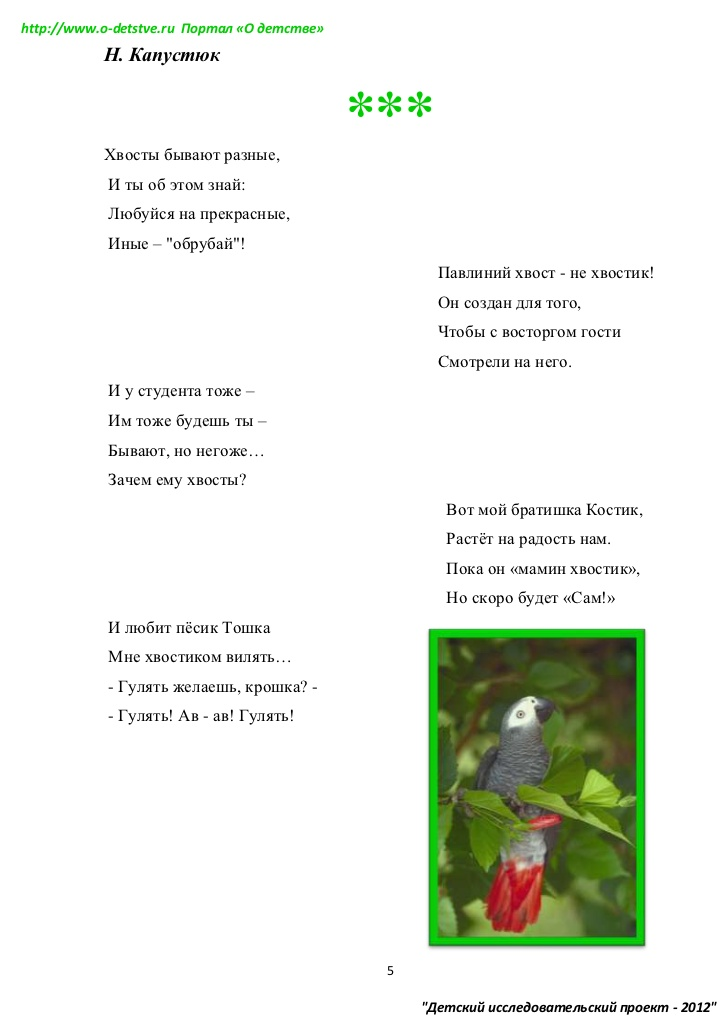 http://www.o-detstve.ru Портал «О детстве»
Н. Капустюк
***
Хвосты бывают разные,
И ты об этом знай:
Любуйся на прекрасные,
Иные – "обрубай"!
Павлиний хвост - не хвостик!
Он создан для того,
Чтобы с восторгом гости
Смотрели на него.
И у студента тоже –
Им тоже будешь ты –
Бывают, но негоже…
Зачем ему хвосты?
Вот мой братишка Костик,
Растёт на радость нам.
Пока он «мамин хвостик»,
Но скоро будет «Сам!»
И любит пёсик Тошка
Мне хвостиком вилять…
- Гулять желаешь, крошка? -
- Гулять! Ав - ав! Гулять!
5
"Детский исследовательский проект - 2012"